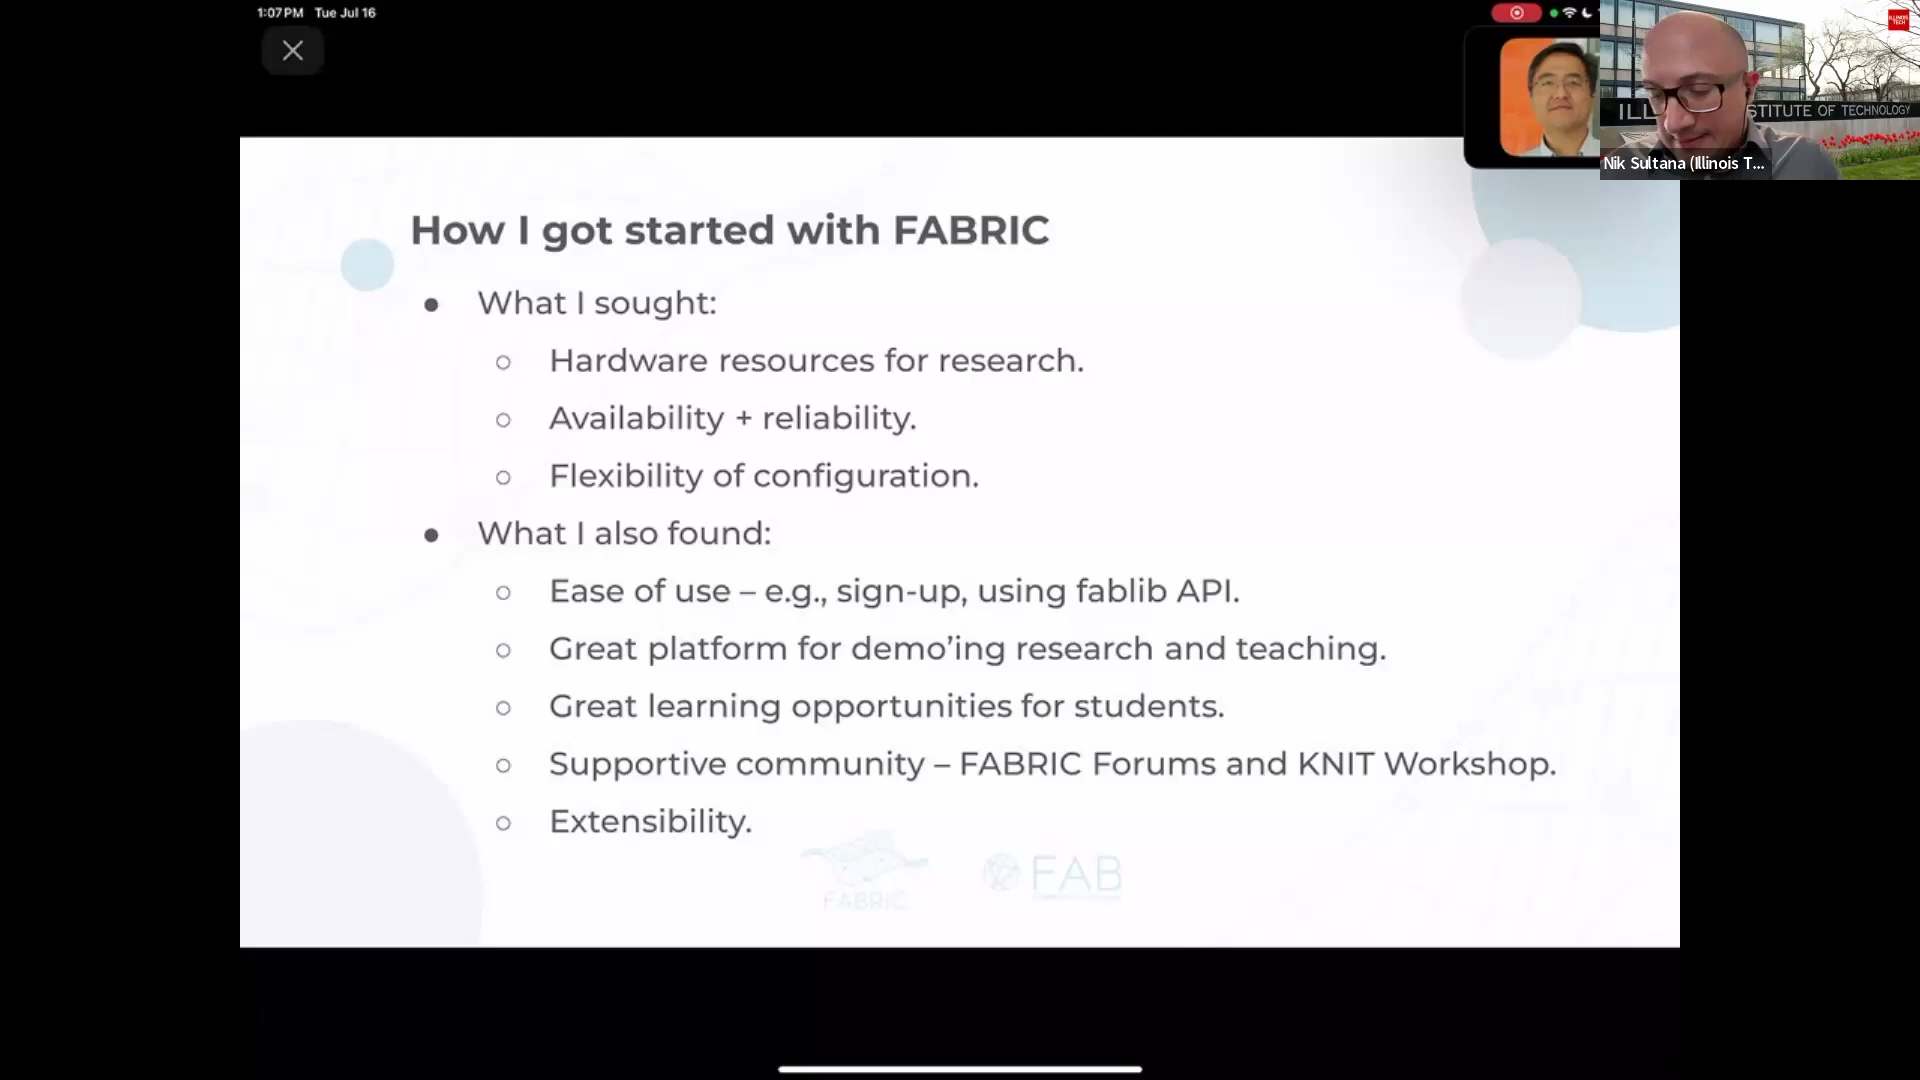 1:07 PM Tue Jul 16
ILLINOIS TECH
ILL STITUTE OF TECHNOLOGY
Nik Sultana (Illinois T...
How I got started with FABRIC
● What I sought:
○ Hardware resources for research.
○ Availability + reliability.
○ Flexibility of configuration.
● What I also found:
○ Ease of use – e.g., sign-up, using fablib API.
○ Great platform for demo’ing research and teaching.
○ Great learning opportunities for students.
○ Supportive community – FABRIC Forums and KNIT Workshop.
○ Extensibility.
FABRIC
FAB